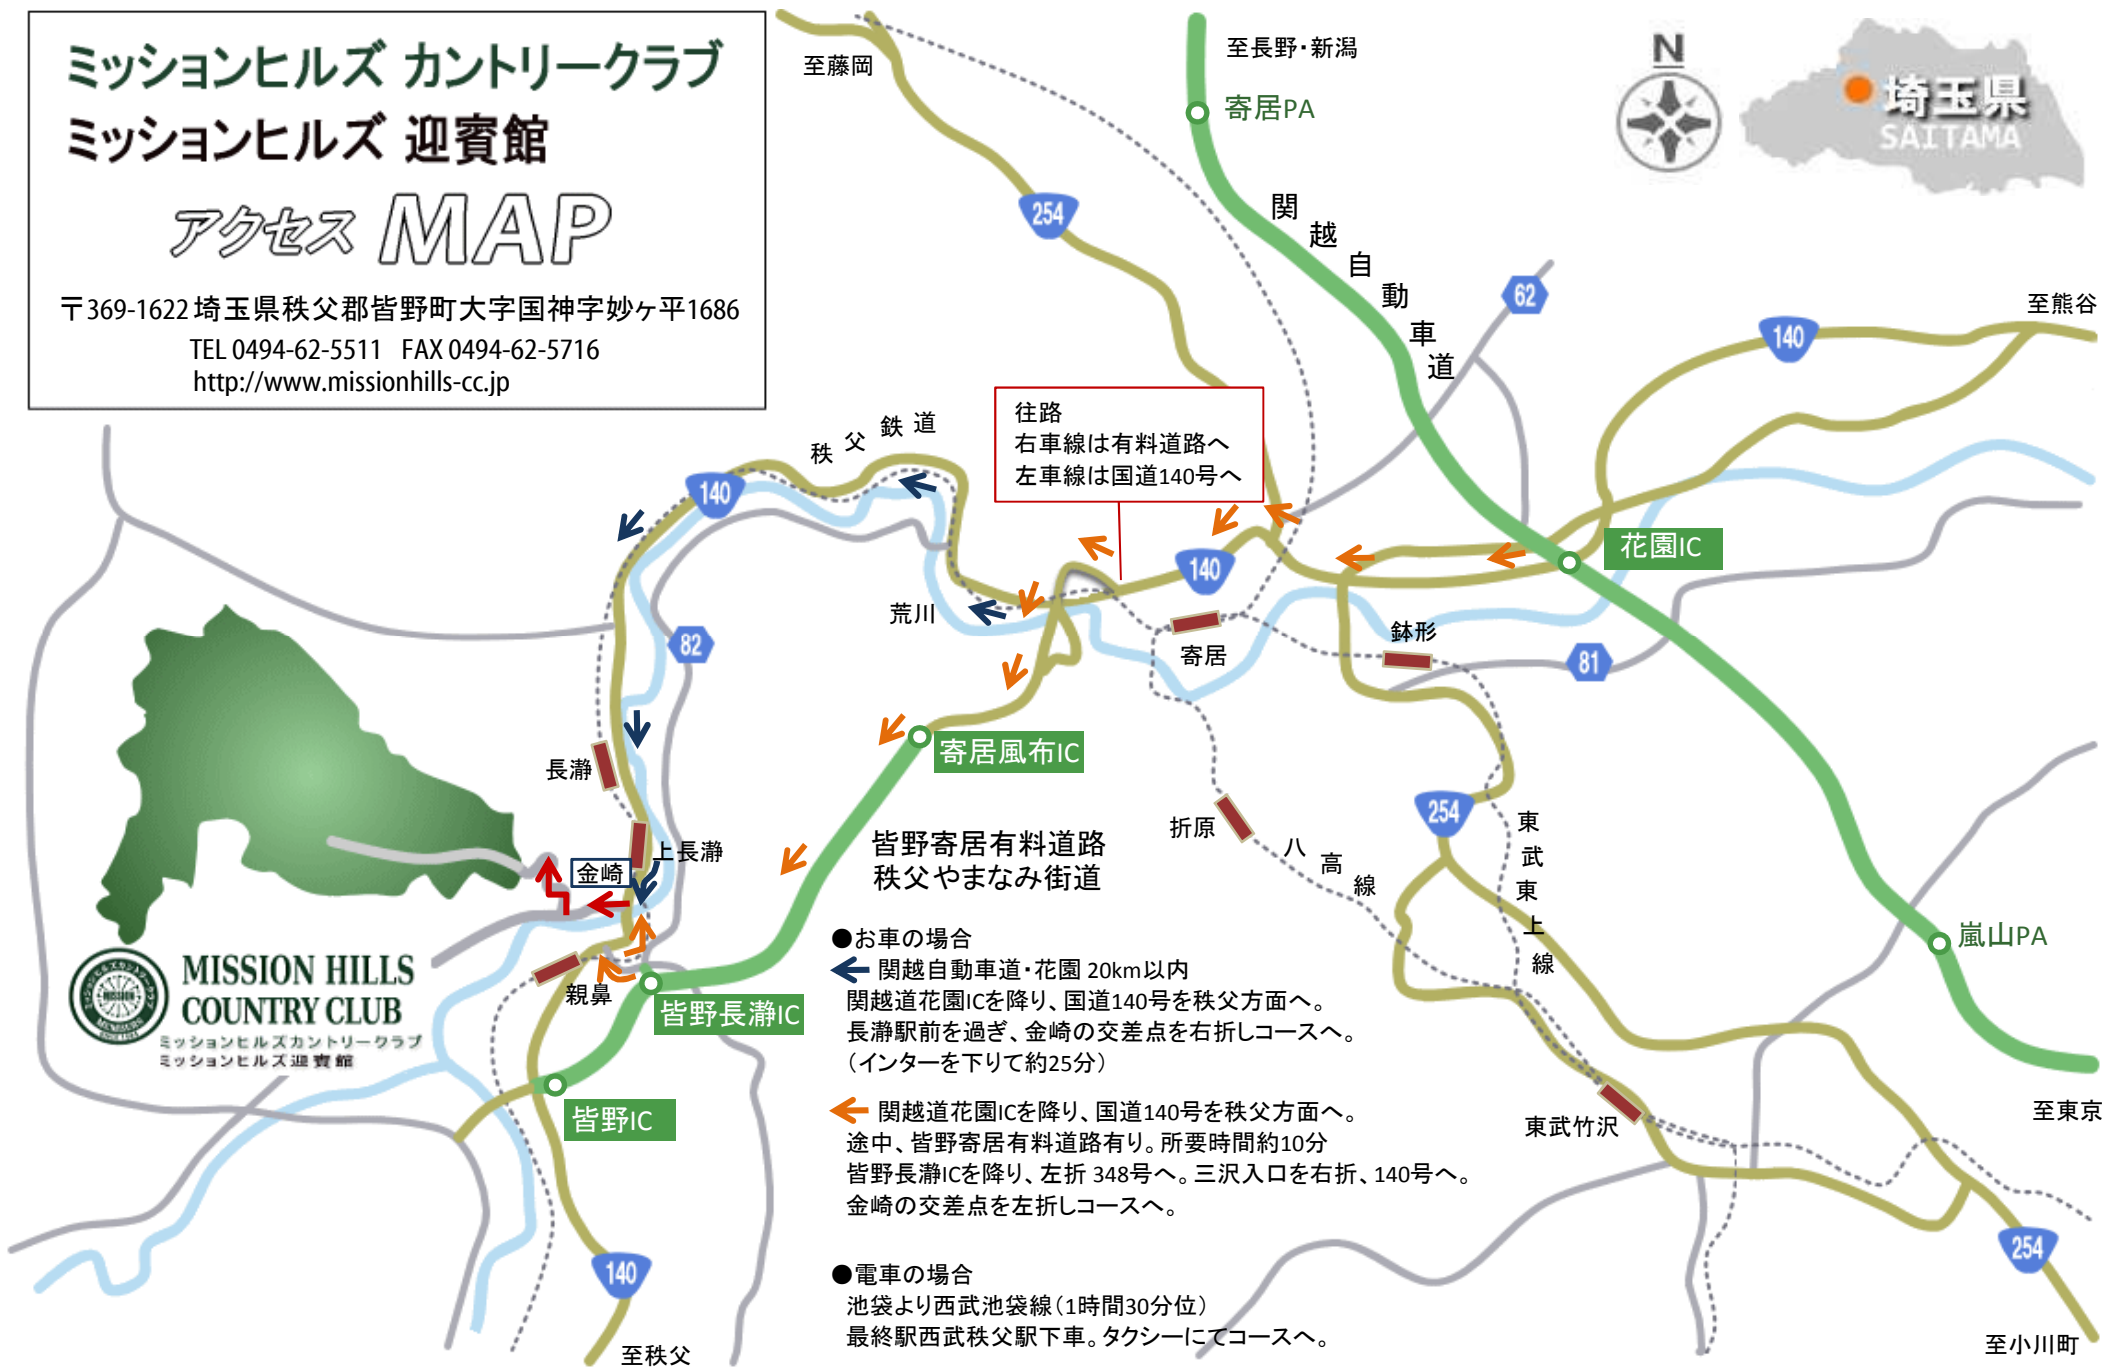 ミッションヒルズ カントリークラブ
ミッションヒルズ 迎賓館
アクセス MAP
〒369-1622 埼玉県秩父郡皆野町大字国神字妙ヶ平1686
TEL 0494-62-5511 FAX 0494-62-5716
http://www.missionhills-cc.jp
至藤岡
至長野・新潟
寄居PA
N
埼玉県
SAITAMA
254
関越自動車道
62
至熊谷
140
往路
右車線は有料道路へ
左車線は国道140号へ
秩父鉄道
140
140
花園IC
荒川
82
寄居
鉢形
81
長瀞
寄居風布IC
254
折原
八高線
東武東上線
上長瀞
金崎
皆野寄居有料道路
秩父やまなみ街道
嵐山PA
MISSION HILLS
COUNTRY CLUB
ミッションヒルズカントリークラブ
ミッションヒルズ迎賓館
MISSION
親鼻
皆野長瀞IC
皆野IC
●お車の場合
関越自動車道・花園 20km以内
関越道花園ICを降り、国道140号を秩父方面へ。
長瀞駅前を過ぎ、金崎の交差点を右折しコースへ。
(インターを下りて約25分)
関越道花園ICを降り、国道140号を秩父方面へ。
途中、皆野寄居有料道路有り。所要時間約10分
皆野長瀞ICを降り、左折 348号へ。三沢入口を右折、140号へ。
金崎の交差点を左折しコースへ。
東武竹沢
至東京
140
254
●電車の場合
池袋より西武池袋線(1時間30分位)
最終駅西武秩父駅下車。タクシーにてコースへ。
至秩父
至小川町